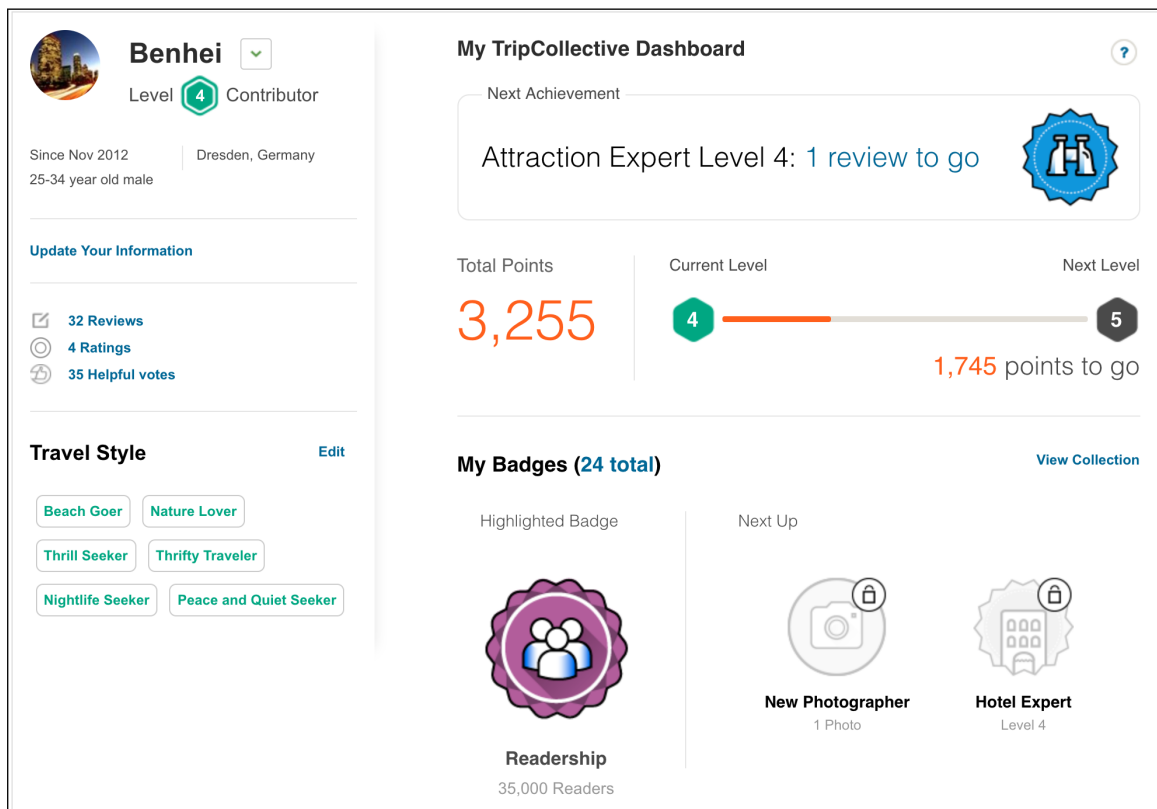 Benhei
Level 4 Contributor
Since Nov 2012
Dresden, Germany
25-34 year old male
Update Your Information
32 Reviews
4 Ratings
35 Helpful votes
Travel Style
Edit
Beach Goer
Nature Lover
Thrill Seeker
Thrifty Traveler
Nightlife Seeker
Peace and Quiet Seeker
My TripCollective Dashboard
?
Next Achievement
Attraction Expert Level 4: 1 review to go
Total Points
3,255
Current Level
Next Level
4
5
1,745 points to go
My Badges (24 total)
View Collection
Highlighted Badge
Readership
35,000 Readers
Next Up
New Photographer
1 Photo
Hotel Expert
Level 4